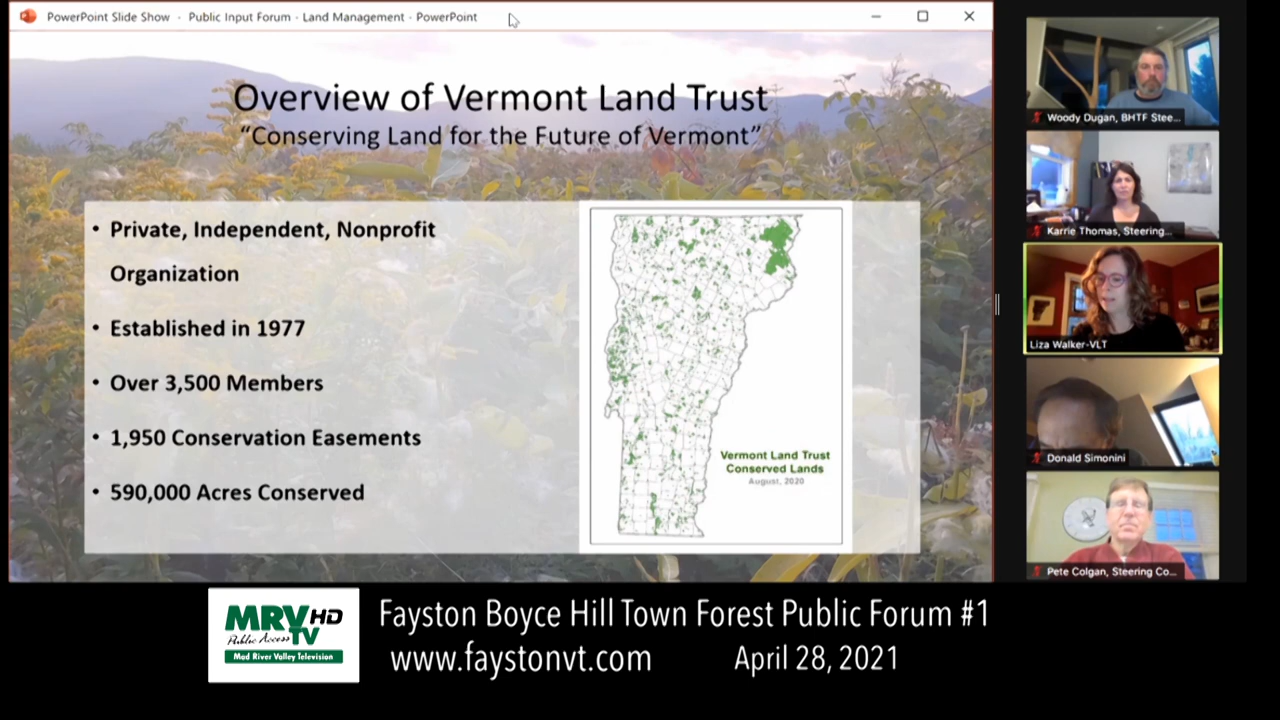 PowerPoint Slide Show - Public Input Forum - Land Management - PowerPoint
Overview of Vermont Land Trust
“Conserving Land for the Future of Vermont”
• Private, Independent, Nonprofit
Organization
• Established in 1977
• Over 3,500 Members
• 1,950 Conservation Easements
• 590,000 Acres Conserved
Vermont Land Trust
Conserved Lands
August, 2020
Woody Dugan, BHTF Stee...
Karrie Thomas, Steering...
Liza Walker-VLT
Donald Simonini
Pete Colgan, Steering Co...
MRV HD
Public Access TV
Mad River Valley Television
Fayston Boyce Hill Town Forest Public Forum #1
www.faystonvt.com April 28, 2021